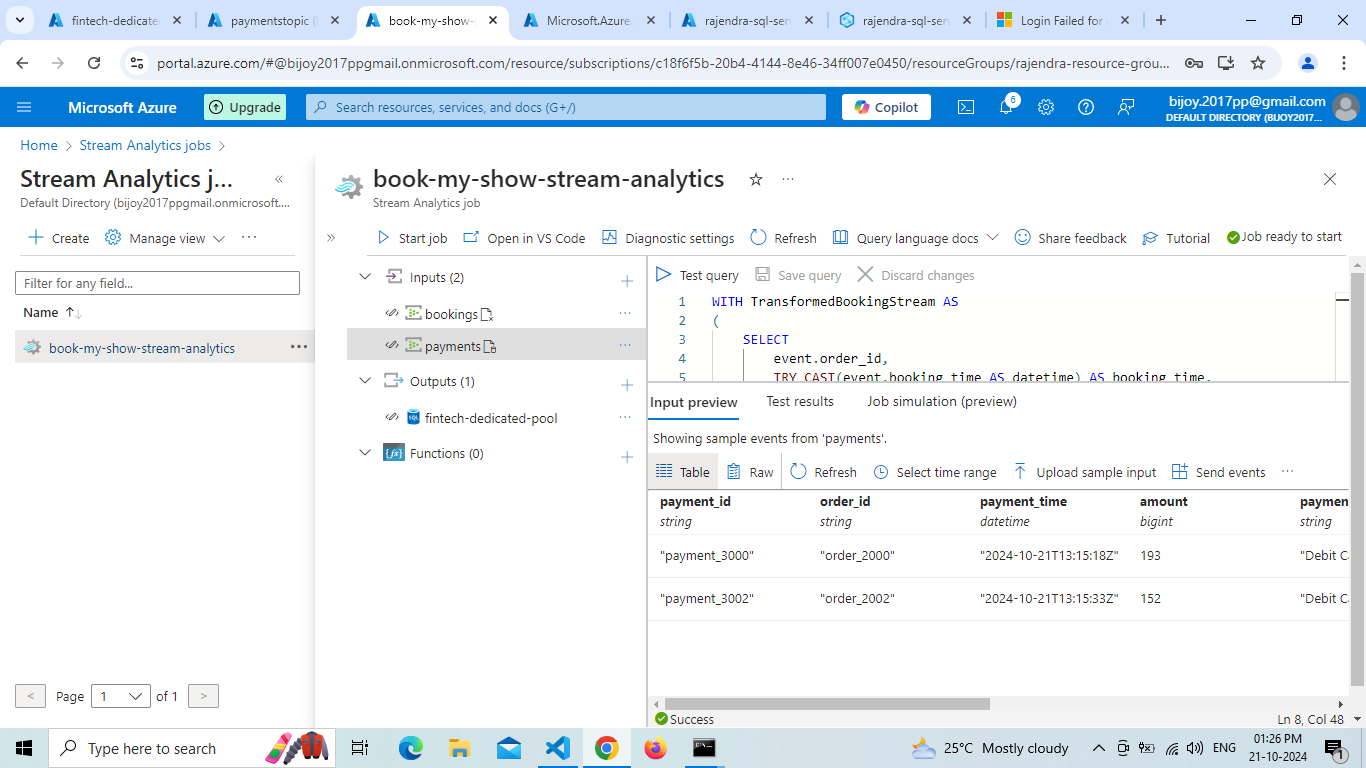 fintech-dedicate
paymentstopic (
book-my-show-s
Microsoft.Azure.
rajendra-sql-serv
rajendra-sql-serv
Login Failed for
portal.azure.com/#@bijoy2017ppgmail.onmicrosoft.com/resource/subscriptions/c18f6f5b-20b4-4144-8e46-34ff007e0450/resourceGroups/rajendra-resource-grou...
Microsoft Azure
Upgrade
Search resources, services, and docs (G+/)
Copilot
6
bijoy.2017pp@gmail.com
DEFAULT DIRECTORY (BIJOY2017...
Home > Stream Analytics jobs >
Stream Analytics j...
Default Directory (bijoy2017ppgmail.onmicrosoft....
Create
Manage view
Filter for any field...
Name
book-my-show-stream-analytics
Page 1 of 1
book-my-show-stream-analytics
Stream Analytics job
Start job
Open in VS Code
Diagnostic settings
Refresh
Query language docs
Share feedback
Tutorial
Job ready to start
Inputs (2)
bookings
payments
Outputs (1)
fintech-dedicated-pool
Functions (0)
Test query
Save query
Discard changes
1 WITH TransformedBookingStream AS
2 (
3 SELECT
4 event.order_id,
5 TRY_CAST(event.booking_time AS datetime) AS booking_time,
Input preview
Test results
Job simulation (preview)
Showing sample events from 'payments'.
Table
Raw
Refresh
Select time range
Upload sample input
Send events
payment_id order_id payment_time amount paymen
string string datetime bigint string
"payment_3000" "order_2000" "2024-10-21T13:15:18Z" 193 "Debit C
"payment_3002" "order_2002" "2024-10-21T13:15:33Z" 152 "Debit C
Success
Ln 8, Col 48
Type here to search
25°C Mostly cloudy
ENG
01:26 PM
21-10-2024
1